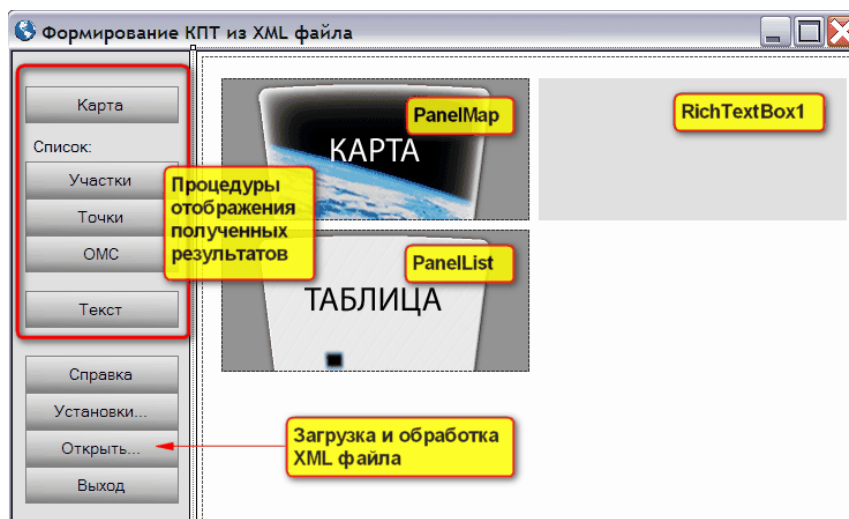 Формирование КПТ из XML файла
Карта
Список:
Участки
Точки
ОМС
Текст
Справка
Установки...
Открыть...
Выход
Процедуры
отображения
полученных
результатов
КАРТА
PanelMap
RichTextBox1
ТАБЛИЦА
PanelList
Загрузка и обработка
XML файла